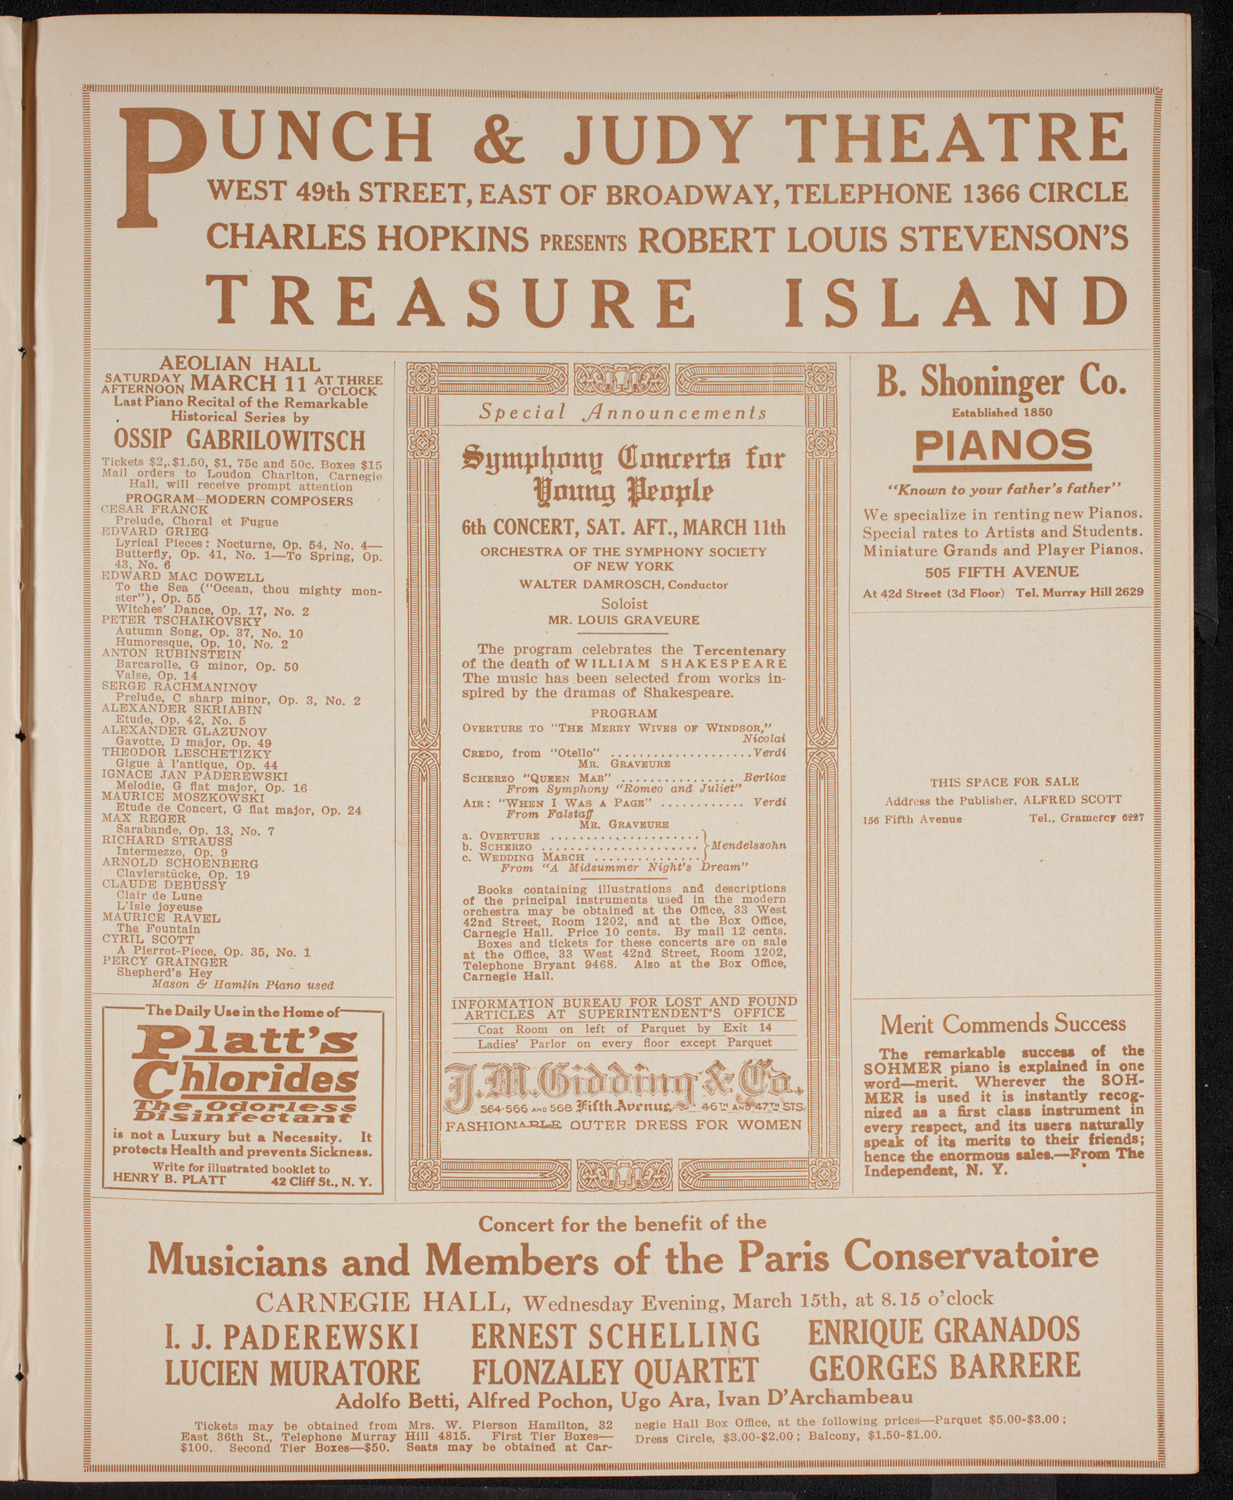 PUNCH & JUDY THEATRE
WEST 49th STREET, EAST OF BROADWAY, TELEPHONE 1366 CIRCLE
CHARLES HOPKINS PRESENTS ROBERT LOUIS STEVENSON'S
TREASURE ISLAND
AEOLIAN HALL
SATURDAY AFTERNOON MARCH 11 AT THREE O'CLOCK
Last Piano Recital of the Remarkable
Historical Series by
OSSIP GABRILOWITSCH
Tickets $2, $1.50, $1, 75c and 50c. Boxes $15
Mail orders to Loudon Charlton, Carnegie
Hall, will receive prompt attention
PROGRAM—MODERN COMPOSERS
CESAR FRANCK
Prelude, Choral et Fugue
EDVARD GRIEG
Lyrical Pieces: Nocturne, Op. 54, No. 4—
Butterfly, Op. 41, No. 1—To Spring, Op.
43, No. 6
EDWARD MAC DOWELL
To the Sea ("Ocean, thou mighty mon-
ster"), Op. 55
Witches' Dance, Op. 17, No. 2
PETER TSCHAIKOVSKY
Autumn Song, Op. 37, No. 10
Humoresque, Op. 10, No. 2
ANTON RUBINSTEIN
Barcarolle, G minor, Op. 50
Valse, Op. 14
SERGE RACHMANINOV
Prelude, C sharp minor, Op. 3, No. 2
ALEXANDER SKRIABIN
Etude, Op. 42, No. 5
ALEXANDER GLAZUNOV
Gavotte, D major, Op. 49
THEODOR LESCHETIZKY
Gigue à l'antique, Op. 44
IGNACE JAN PADEREWSKI
Melodie, G flat major, Op. 16
MAURICE MOSZKOWSKI
Etude de Concert, G flat major, Op. 24
MAX REGER
Sarabande, Op. 13, No. 7
RICHARD STRAUSS
Intermezzo, Op. 9
ARNOLD SCHOENBERG
Clavierstücke, Op. 19
CLAUDE DEBUSSY
Clair de Lune
L'Isle joyeuse
MAURICE RAVEL
The Fountain
CYRIL SCOTT
A Pierrot-Piece, Op. 35, No. 1
PERCY GRAINGER
Shepherd's Hey
Mason & Hamlin Piano used
The Daily Use in the Home of
Platt's
Chlorides
The Odorless
Disinfectant
is not a Luxury but a Necessity. It
protects Health and prevents Sickness.
Write for illustrated booklet to
HENRY B. PLATT 42 Cliff St., N. Y.
Special Announcements
Symphony Concerts for
Young People
6th CONCERT, SAT. AFT., MARCH 11th
ORCHESTRA OF THE SYMPHONY SOCIETY
OF NEW YORK
WALTER DAMROSCH, Conductor
Soloist
MR. LOUIS GRAVEURE
The program celebrates the Tercentenary
of the death of WILLIAM SHAKESPEARE
The music has been selected from works in-
spired by the dramas of Shakespeare.
PROGRAM
OVERTURE TO "THE MERRY WIVES OF WINDSOR,"
Nicolai
CREDO, from "Otello" ....................Verdi
MR. GRAVEURE
SCHERZO "QUEEN MAB" ................ Berlioz
From Symphony "Romeo and Juliet"
AIR: "WHEN I WAS A PAGE" ............ Verdi
From Falstaff
MR. GRAVEURE
a. OVERTURE .....................
b. SCHERZO ...................... Mendelssohn
c. WEDDING MARCH ...............
From "A Midsummer Night's Dream"
Books containing illustrations and descriptions
of the principal instruments used in the modern
orchestra may be obtained at the Office, 33 West
42nd Street, Room 1202, and at the Box Office,
Carnegie Hall. Price 10 cents. By mail 12 cents.
Boxes and tickets for these concerts are on sale
at the Office, 33 West 42nd Street, Room 1202,
Telephone Bryant 9468. Also at the Box Office,
Carnegie Hall.
INFORMATION BUREAU FOR LOST AND FOUND
ARTICLES AT SUPERINTENDENT'S OFFICE
Coat Room on left of Parquet by Exit 14
Ladies' Parlor on every floor except Parquet
J. M. Gidding & Co.
564-566 AND 568 Fifth Avenue, 46TH AND 47TH STS.
FASHIONABLE OUTER DRESS FOR WOMEN
B. Shoninger Co.
Established 1850
PIANOS
"Known to your father's father"
We specialize in renting new Pianos.
Special rates to Artists and Students.
Miniature Grands and Player Pianos.
505 FIFTH AVENUE
At 42d Street (3d Floor) Tel. Murray Hill 2629
THIS SPACE FOR SALE
Address the Publisher, ALFRED SCOTT
156 Fifth Avenue Tel., Gramercy 6227
Merit Commends Success
The remarkable success of the
SOHMER piano is explained in one
word—merit. Wherever the SOH-
MER is used it is instantly recog-
nized as a first class instrument in
every respect, and its users naturally
speak of its merits to their friends;
hence the enormous sales.—From The
Independent, N. Y.
Concert for the benefit of the
Musicians and Members of the Paris Conservatoire
CARNEGIE HALL, Wednesday Evening, March 15th, at 8.15 o'clock
I. J. PADEREWSKI ERNEST SCHELLING ENRIQUE GRANADOS
LUCIEN MURATORE FLONZALEY QUARTET GEORGES BARRERE
Adolfo Betti, Alfred Pochon, Ugo Ara, Ivan D'Archambeau
Tickets may be obtained from Mrs. W. Pierson Hamilton, 32
East 36th St., Telephone Murray Hill 4815. First Tier Boxes—
$100. Second Tier Boxes—$50. Seats may be obtained at Car-
negie Hall Box Office, at the following prices—Parquet $5.00-$3.00;
Dress Circle, $3.00-$2.00; Balcony, $1.50-$1.00.